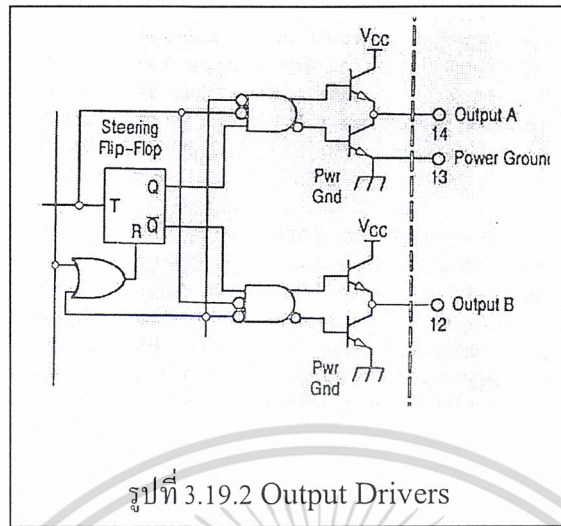 VCC
Steering
Flip-Flop
Output A
14
Power Ground
13
Pwr
Gnd
T
Q
Q̅
R
VCC
Output B
12
Pwr
Gnd
รูปที่ 3.19.2 Output Drivers